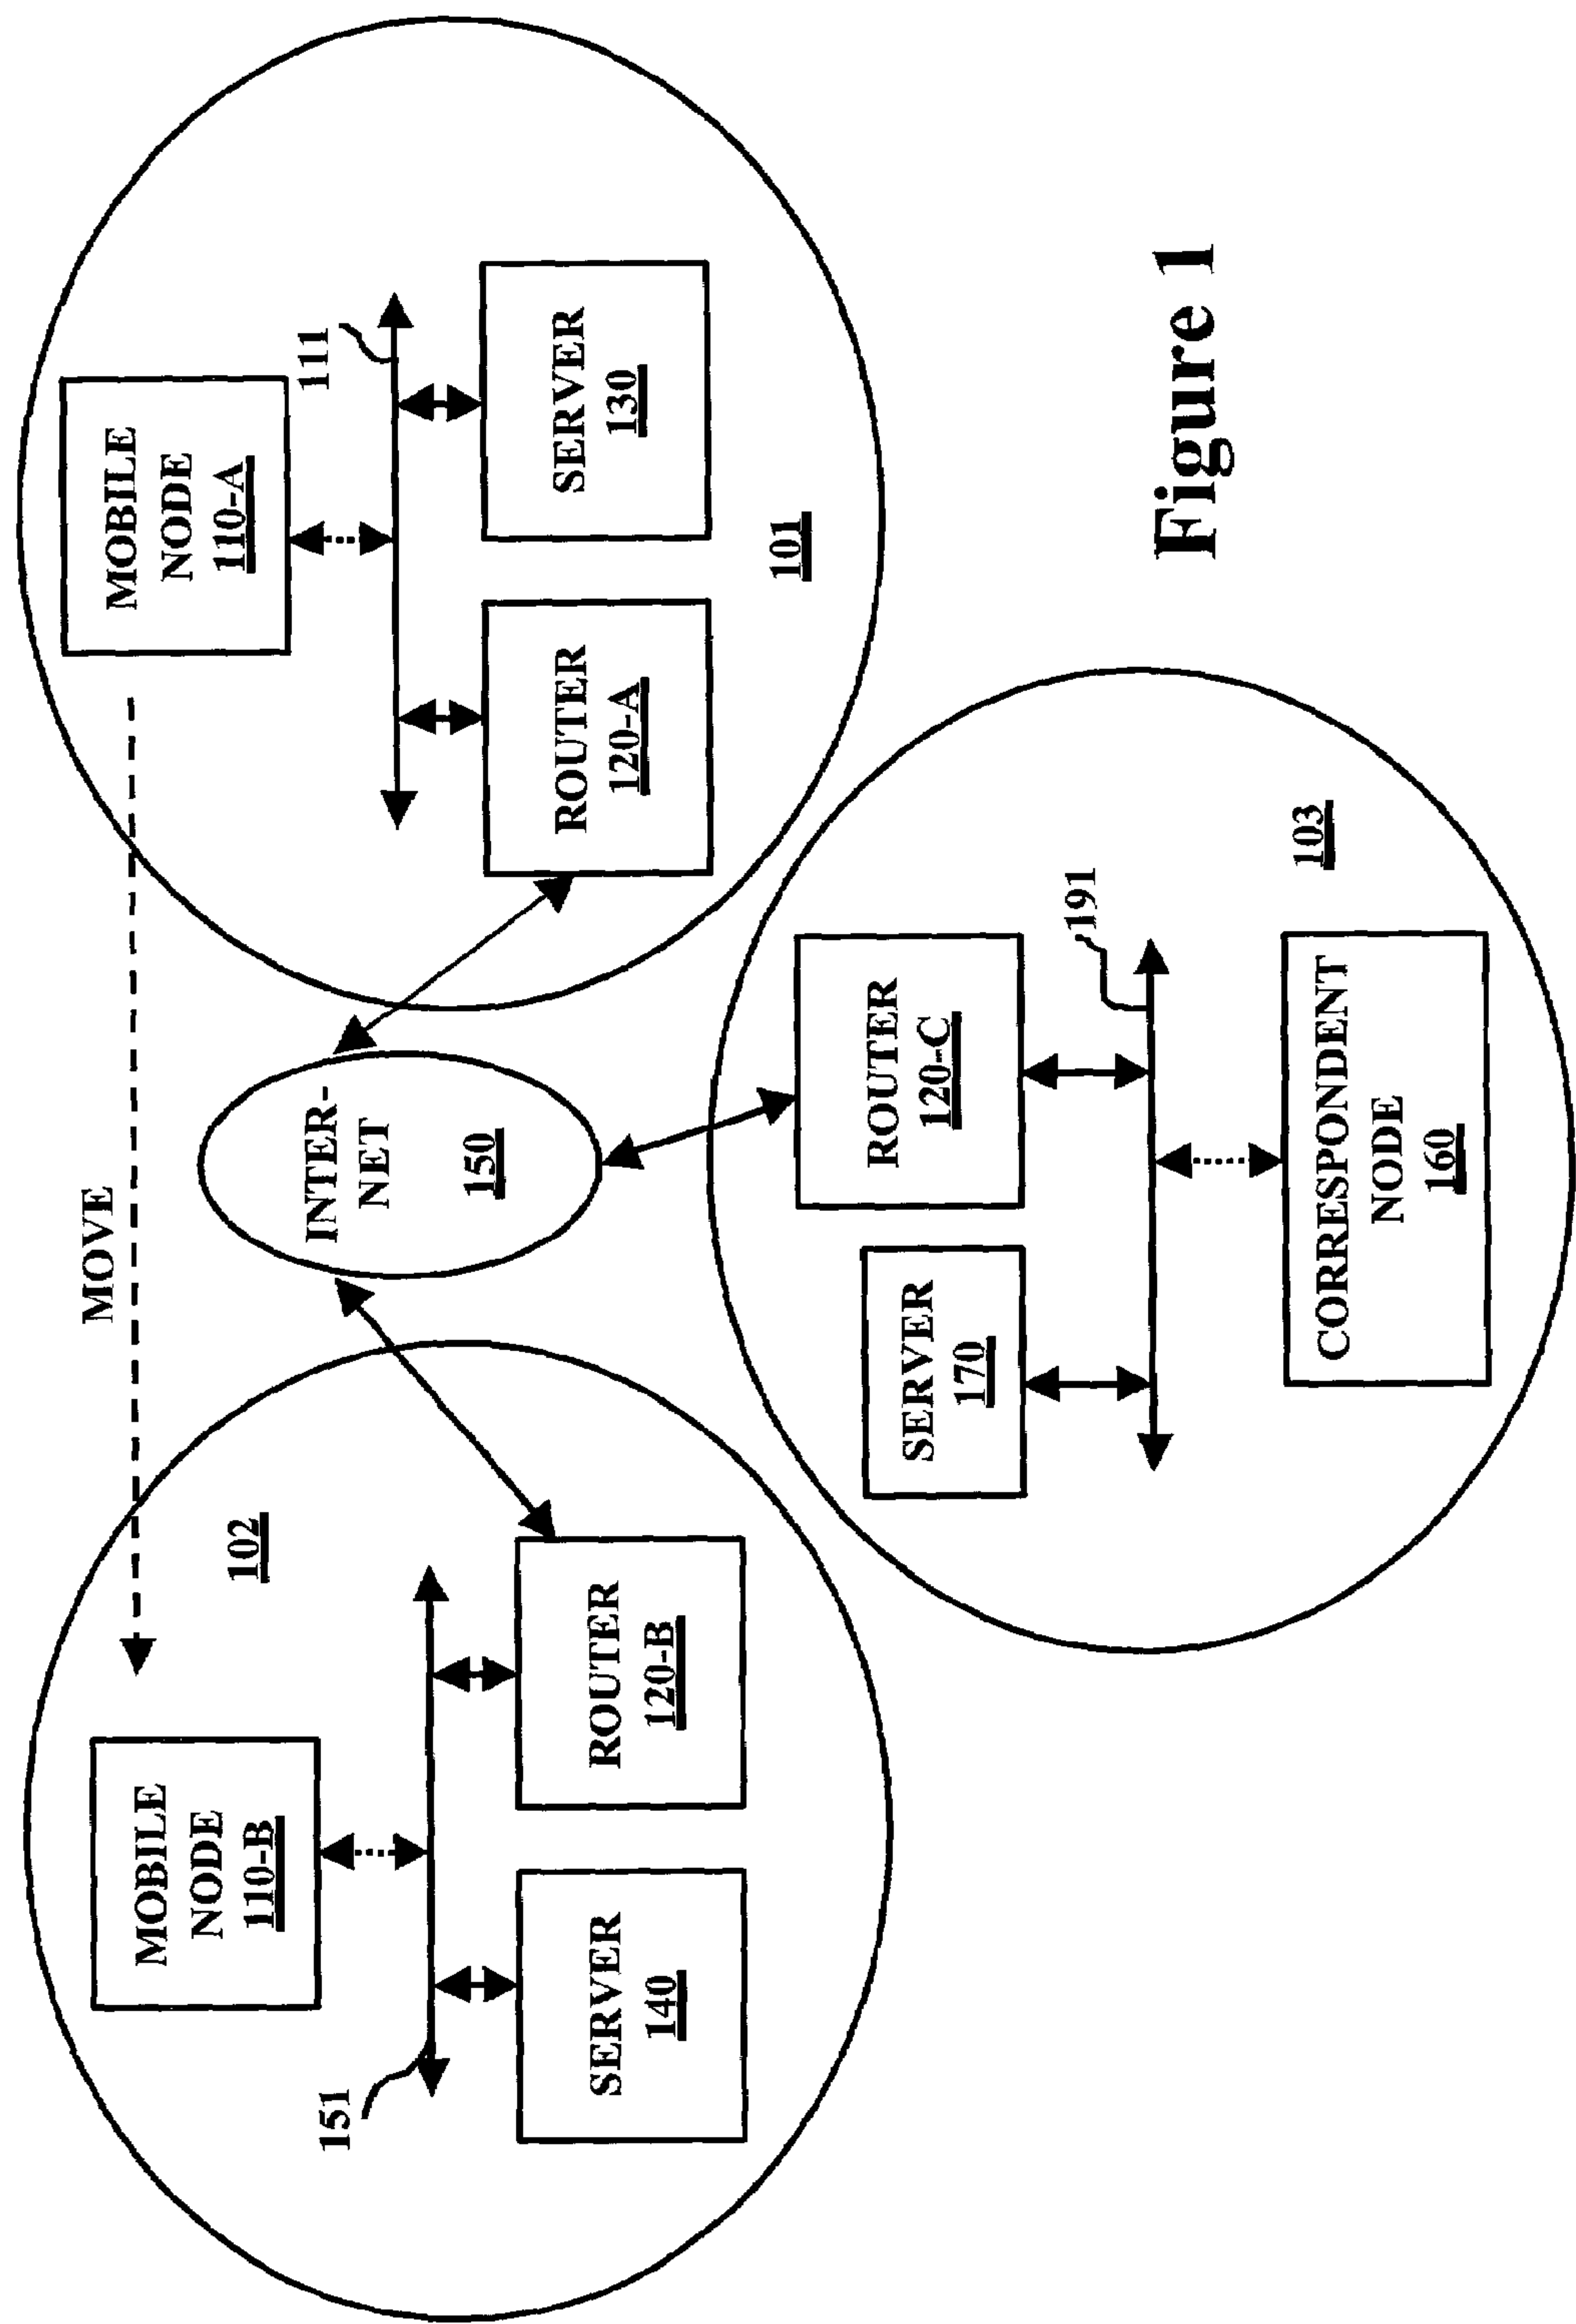 MOVE
MOBILE
NODE
110-B
102
151
SERVER
140
ROUTER
120-B
INTER-
NET
150
MOBILE
NODE
110-A
111
ROUTER
120-A
SERVER
130
101
SERVER
170
ROUTER
120-C
191
103
CORRESPONDENT
NODE
160
Figure 1